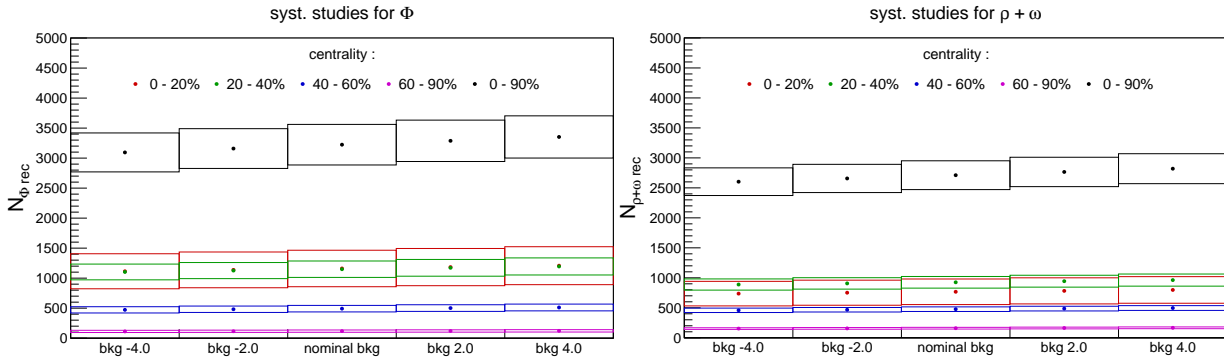 syst. studies for Φ
centrality :
0 - 20% 20 - 40% 40 - 60% 60 - 90% 0 - 90%
5000
4500
4000
3500
3000
2500
2000
1500
1000
500
0
N_Φ rec
bkg -4.0 bkg -2.0 nominal bkg bkg 2.0 bkg 4.0
syst. studies for ρ + ω
centrality :
0 - 20% 20 - 40% 40 - 60% 60 - 90% 0 - 90%
5000
4500
4000
3500
3000
2500
2000
1500
1000
500
0
N_ρ+ω rec
bkg -4.0 bkg -2.0 nominal bkg bkg 2.0 bkg 4.0